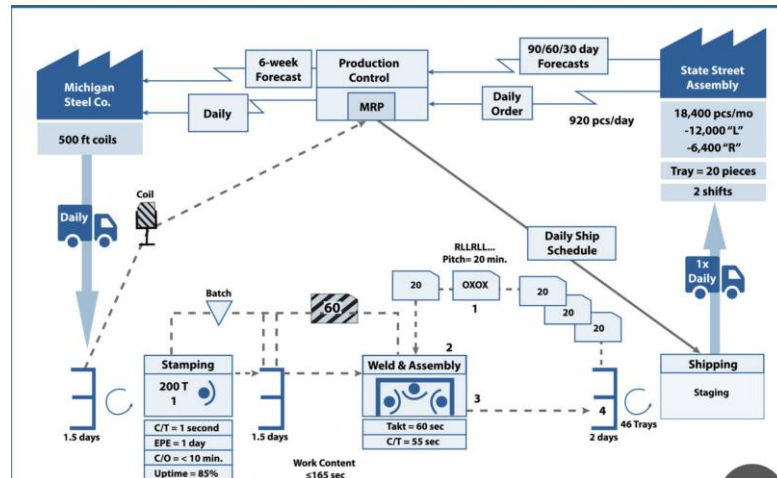 Michigan
Steel Co.
500 ft coils
6-week
Forecast
Daily
Production
Control
MRP
90/60/30 day
Forecasts
Daily
Order
920 pcs/day
State Street
Assembly
18,400 pcs/mo
-12,000 “L”
-6,400 “R”
Tray = 20 pieces
2 shifts
Daily
Coil
RLLRLL...
Pitch= 20 min.
Daily Ship
Schedule
1x
Daily
Batch
60
20
OXOX
1
20
20
20
Stamping
200 T
1
C/T = 1 second
EPE = 1 day
C/O = < 10 min.
Uptime = 85%
1.5 days
1.5 days
2
Weld & Assembly
Takt = 60 sec
C/T = 55 sec
Work Content
≤165 sec
3
4
2 days
46 Trays
Shipping
Staging